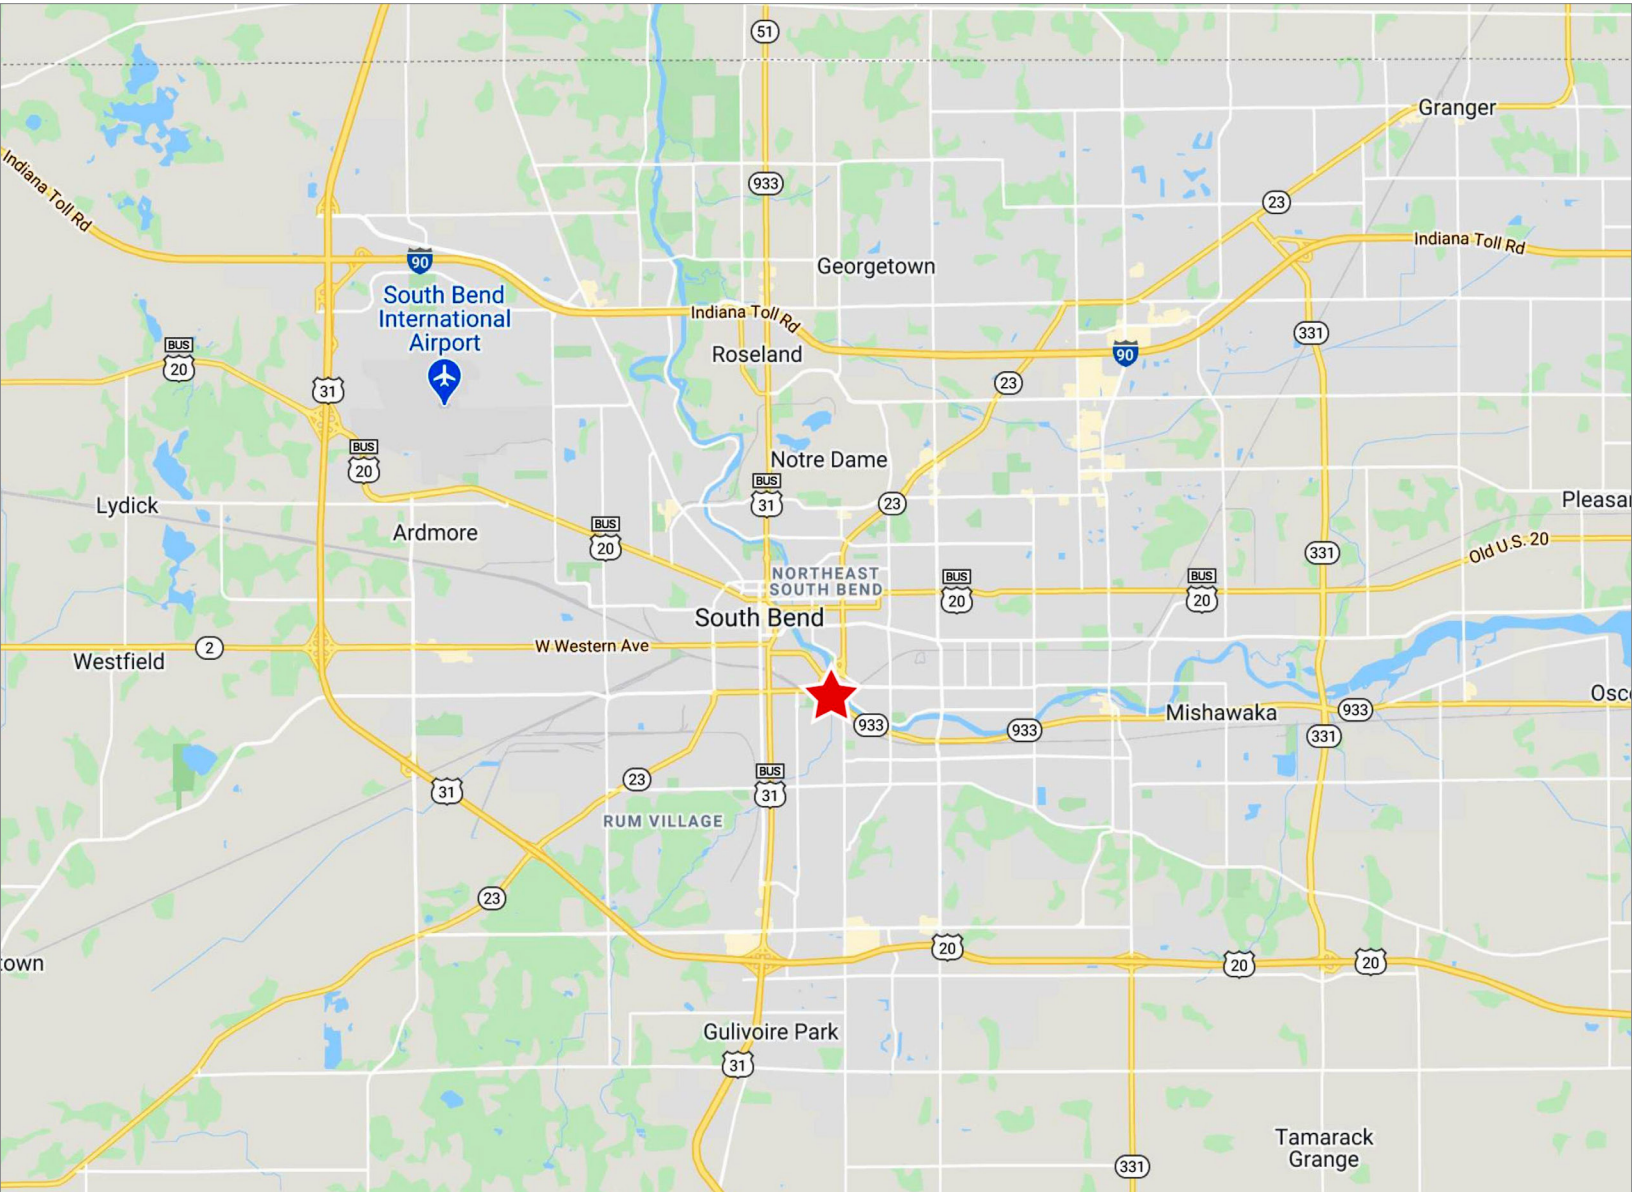 51
Granger
Indiana Toll Rd
933
23
Indiana Toll Rd
90
Georgetown
South Bend
International
Airport
Indiana Toll Rd
331
BUS
20
Roseland
90
31
23
BUS
20
Notre Dame
BUS
31
23
Lydick
Pleasa
Ardmore
BUS
20
331
Old U.S. 20
NORTHEAST
SOUTH BEND
BUS
20
BUS
20
South Bend
2
W Western Ave
Westfield
Osc
933
933
Mishawaka
933
331
BUS
31
23
31
RUM VILLAGE
23
20
20
20
town
Gulivoire Park
31
Tamarack
Grange
331